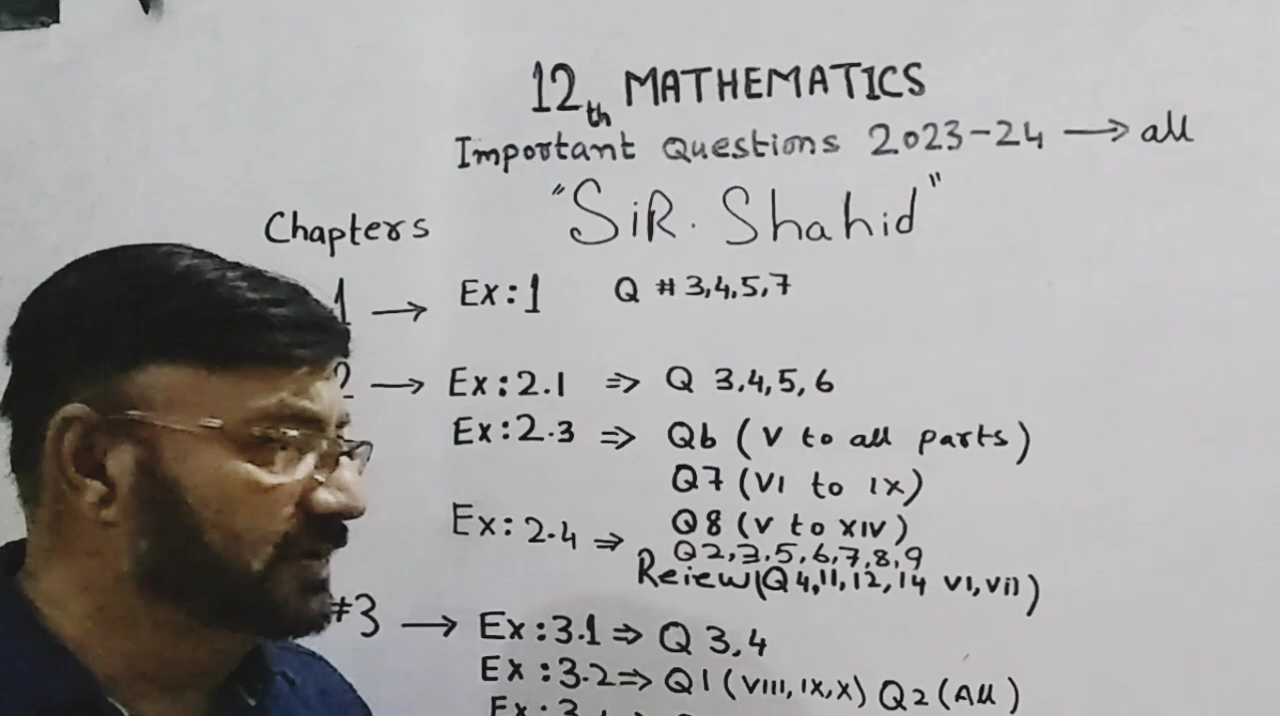 12th MATHEMATICS
Important Questions 2023-24 → all
"SiR. Shahid"
Chapters
1 → Ex:1 Q # 3,4,5,7
2 → Ex:2.1 ⇒ Q 3,4,5,6
Ex:2.3 ⇒ Q6 (V to all parts)
Q7 (VI to IX)
Q8 (V to XIV)
Ex:2.4 ⇒ Q2,3,5,6,7,8,9
Reiew(Q4,11,12,14 VI,VII)
#3 → Ex:3.1 ⇒ Q 3,4
Ex:3.2 ⇒ Q1 (VIII,IX,X) Q2 (All)
Ex:3.